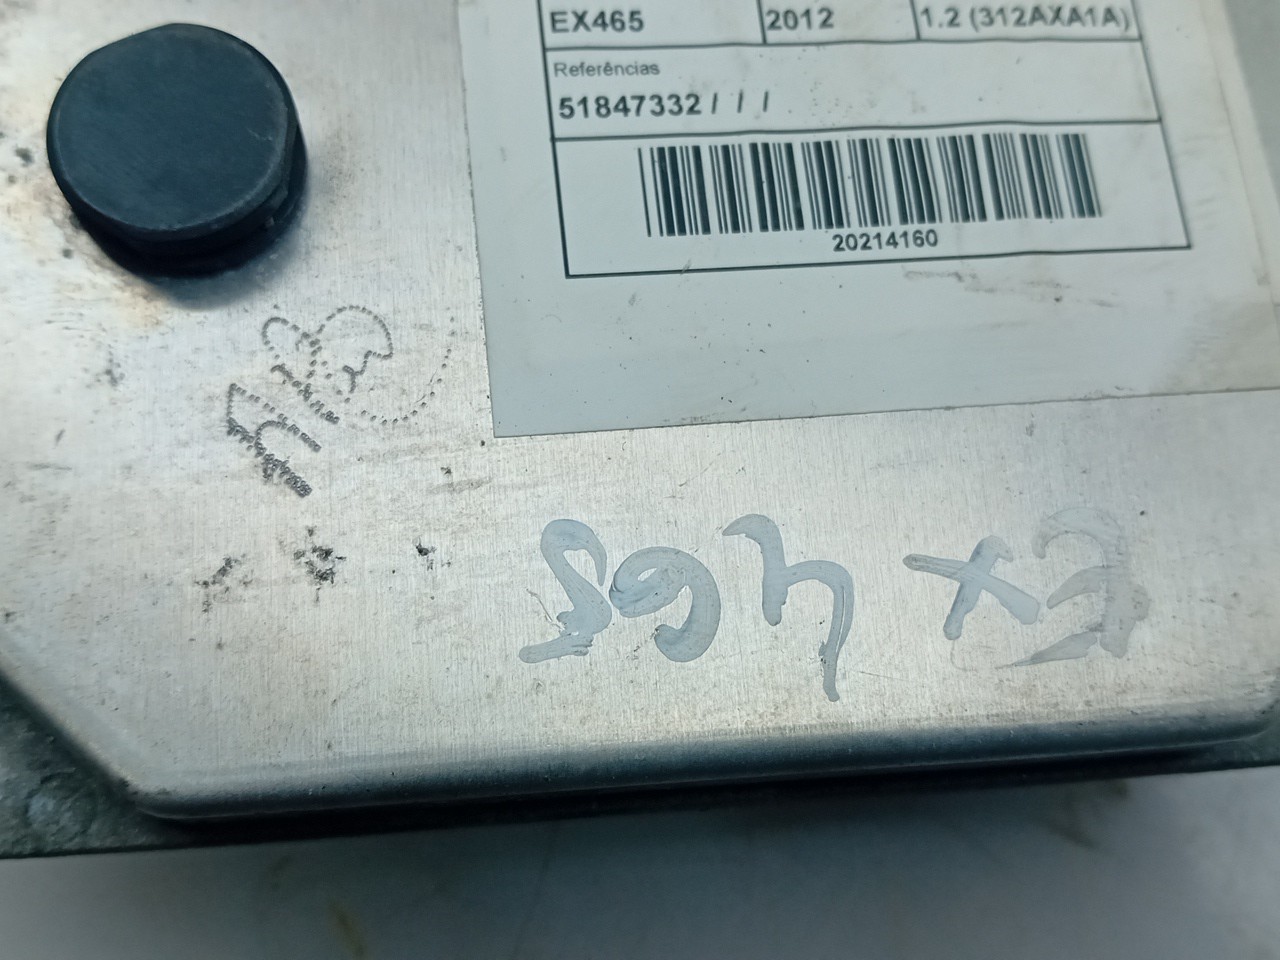 EX465 2012 1.2 (312AXA1A)
Referências
51847332 / / /
20214160
EX 465